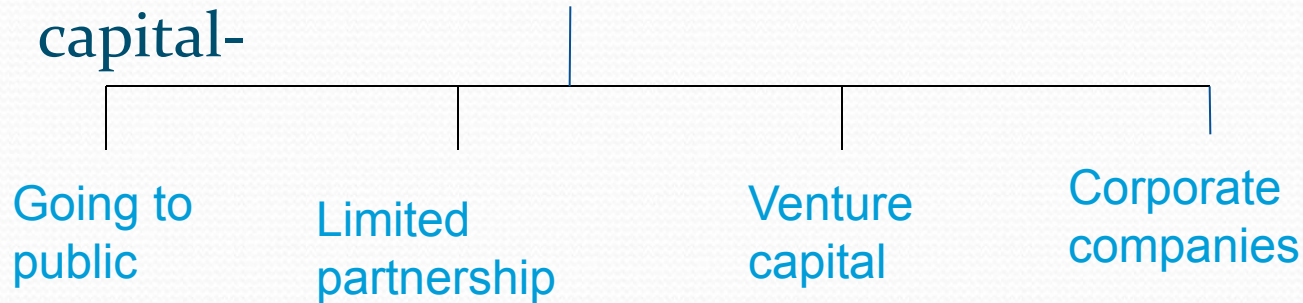 capital-
Going to
public
Limited
partnership
Venture
capital
Corporate
companies